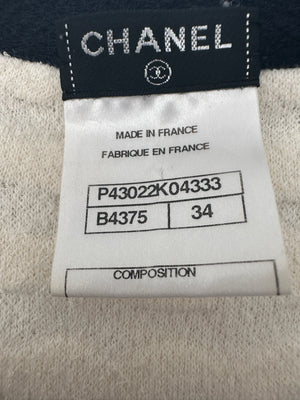 CHANEL
MADE IN FRANCE
FABRIQUE EN FRANCE
P43022K04333
B4375 34
COMPOSITION